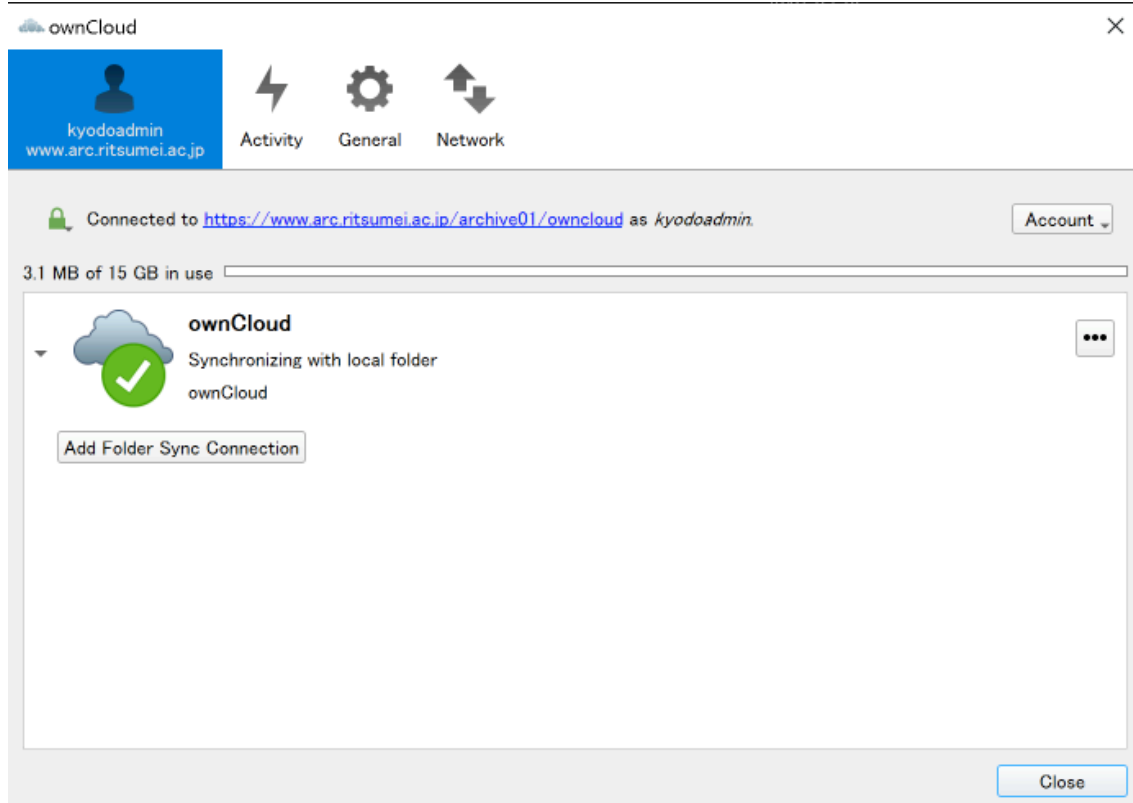 ownCloud
kyodoadmin
www.arc.ritsumei.ac.jp
Activity
General
Network
Connected to https://www.arc.ritsumei.ac.jp/archive01/owncloud as kyodoadmin.
Account
3.1 MB of 15 GB in use
ownCloud
Synchronizing with local folder
ownCloud
Add Folder Sync Connection
Close